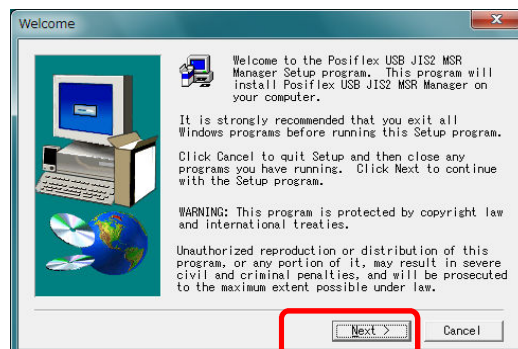 Welcome
Welcome to the Posiflex USB JIS2 MSR
Manager Setup program.  This program will
install Posiflex USB JIS2 MSR Manager on
your computer.
It is strongly recommended that you exit all
Windows programs before running this Setup program.
Click Cancel to quit Setup and then close any
programs you have running.  Click Next to continue
with the Setup program.
WARNING: This program is protected by copyright law
and international treaties.
Unauthorized reproduction or distribution of this
program, or any portion of it, may result in severe
civil and criminal penalties, and will be prosecuted
to the maximum extent possible under law.
Next > Cancel